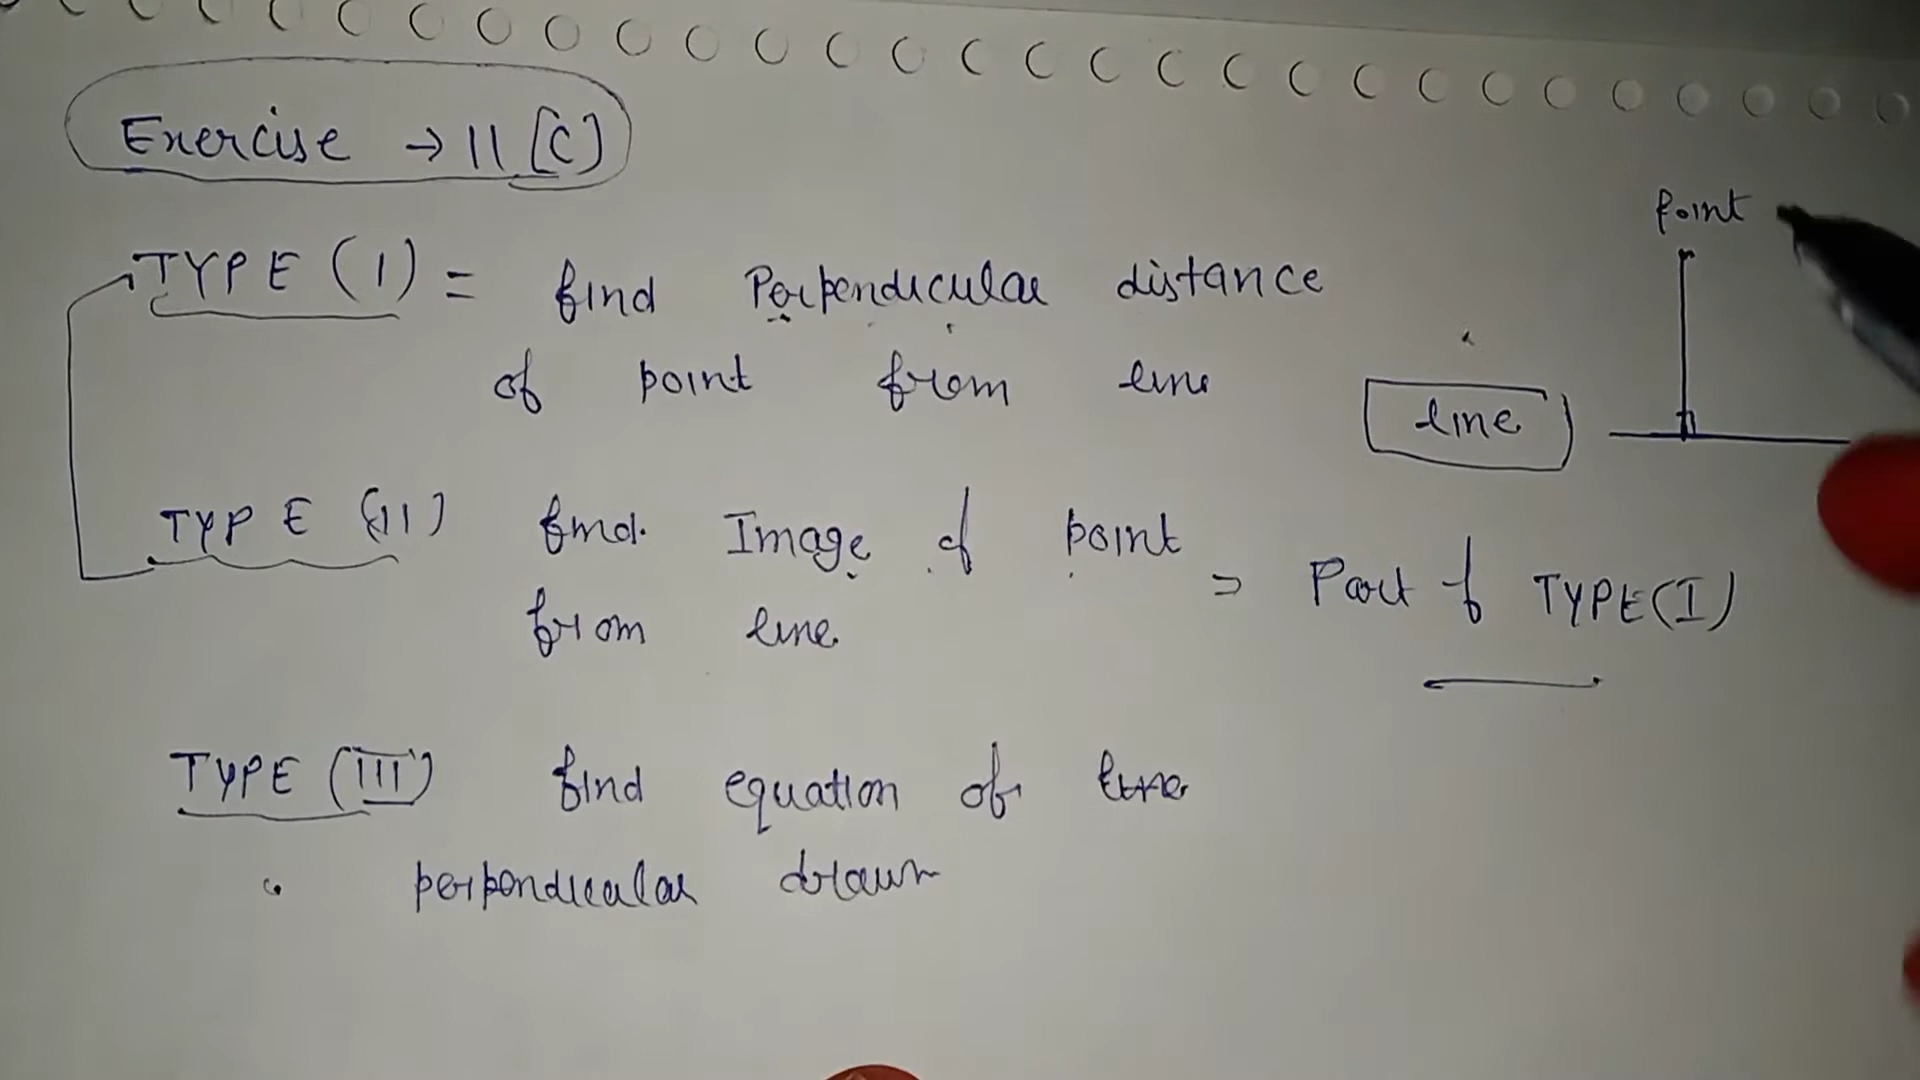 Exercise → 11 [C]
TYPE (I) = find Perpendicular distance
of point from line
Point
line
TYPE (II) find Image of point
from line
= Part of TYPE (I)
TYPE (III) find equation of line
perpendicular drawn